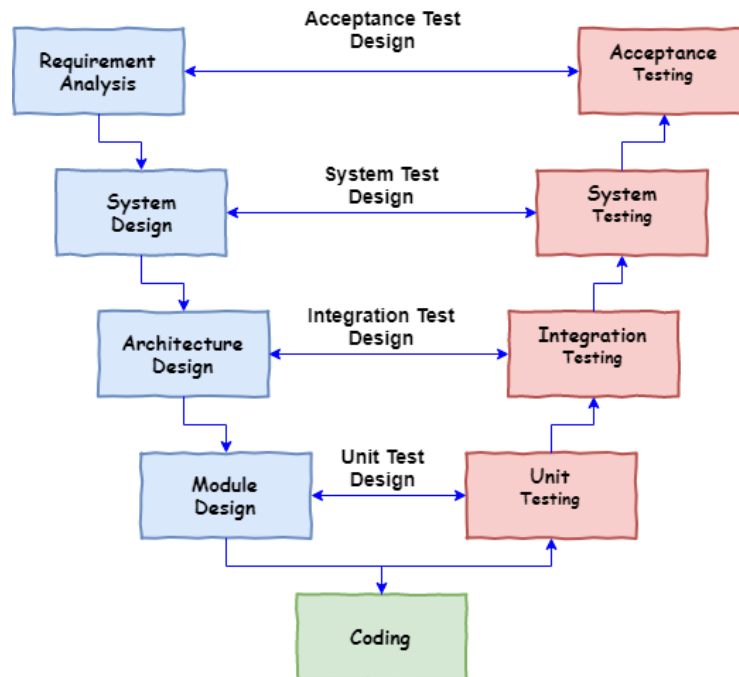 Acceptance Test
Design
Requirement
Analysis
Acceptance
Testing
System Test
Design
System
Design
System
Testing
Integration Test
Design
Architecture
Design
Integration
Testing
Unit Test
Design
Module
Design
Unit
Testing
Coding